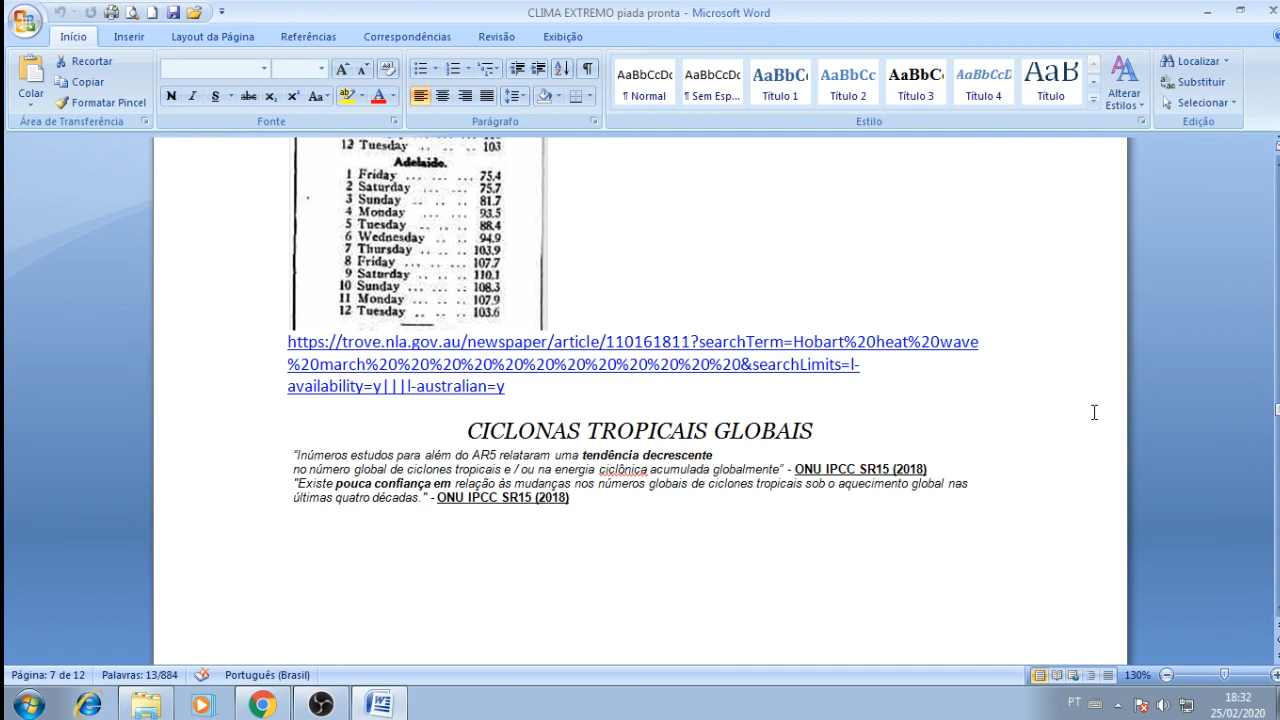 CLIMA EXTREMO piada pronta - Microsoft Word
Início Inserir Layout da Página Referências Correspondências Revisão Exibição
Colar
Recortar
Copiar
Formatar Pincel
Área de Transferência
N I S abc x₂ x² Aa
Fonte
Parágrafo
AaBbCcDc AaBbCcDc AaBbC AaBbCc AaBbC AaBbCcD AaB
¶ Normal ¶ Sem Esp... Título 1 Título 2 Título 3 Título 4 Título
Alterar Estilos
Estilo
Localizar
Substituir
Selecionar
Edição
12 Tuesday .. .. .. 103
Adelaide.
1 Friday ... ... ... 75.4
2 Saturday ... ... 75.7
3 Sunday .. .. .. 81.7
4 Monday ... ... 93.5
5 Tuesday .. .. .. 88.4
6 Wednesday .. .. 94.9
7 Thursday .. .. .. 103.9
8 Friday .. .. .. 107.7
9 Saturday .. .. .. 110.1
10 Sunday .. .. .. 108.3
11 Monday .. .. .. 107.9
12 Tuesday .. .. .. 103.6
https://trove.nla.gov.au/newspaper/article/110161811?searchTerm=Hobart%20heat%20wave
%20march%20%20%20%20%20%20%20%20%20%20%20%20&searchLimits=l-
availability=y|||l-australian=y
CICLONAS TROPICAIS GLOBAIS
“Inúmeros estudos para além do AR5 relataram uma tendência decrescente
no número global de ciclones tropicais e / ou na energia ciclônica acumulada globalmente” - ONU IPCC SR15 (2018)
"Existe pouca confiança em relação às mudanças nos números globais de ciclones tropicais sob o aquecimento global nas
últimas quatro décadas." - ONU IPCC SR15 (2018)
Página: 7 de 12 Palavras: 13/884 Português (Brasil) 130%
PT 18:32
25/02/2020